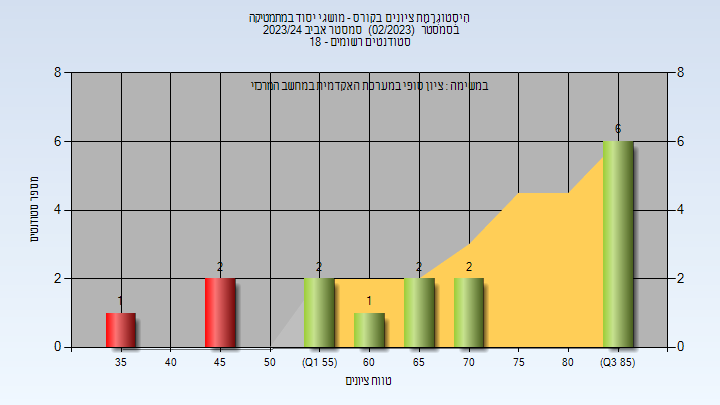 היסטוגרמת ציונים בקורס - מושגי יסוד במתמטיקה
בסמסטר (02/2023) סמסטר אביב 2023/24
סטודנטים רשומים - 18
במשימה : ציון סופי במערכת האקדמית במחשב המרכזי
8 8
6 6
4 4
2 2
0 0
מספר סטודנטים
1 2 2 1 2 2 6
35 40 45 50 (Q1 55) 60 65 70 75 80 (Q3 85)
טווח ציונים